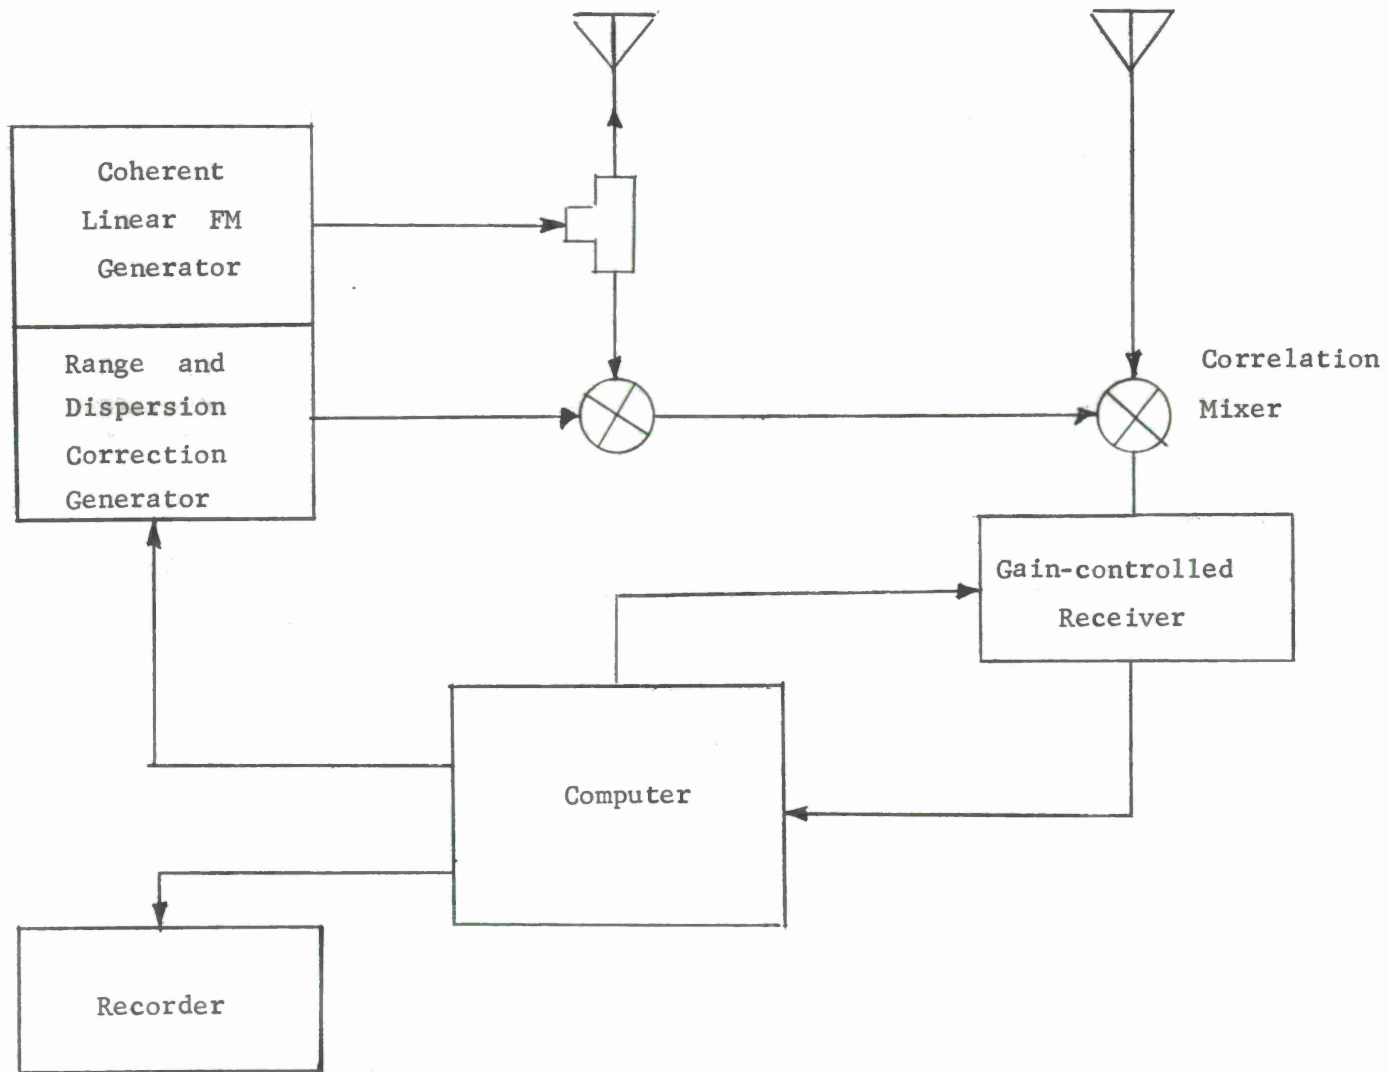 Coherent
Linear FM
Generator
Range and
Dispersion
Correction
Generator
Correlation
Mixer
Gain-controlled
Receiver
Computer
Recorder